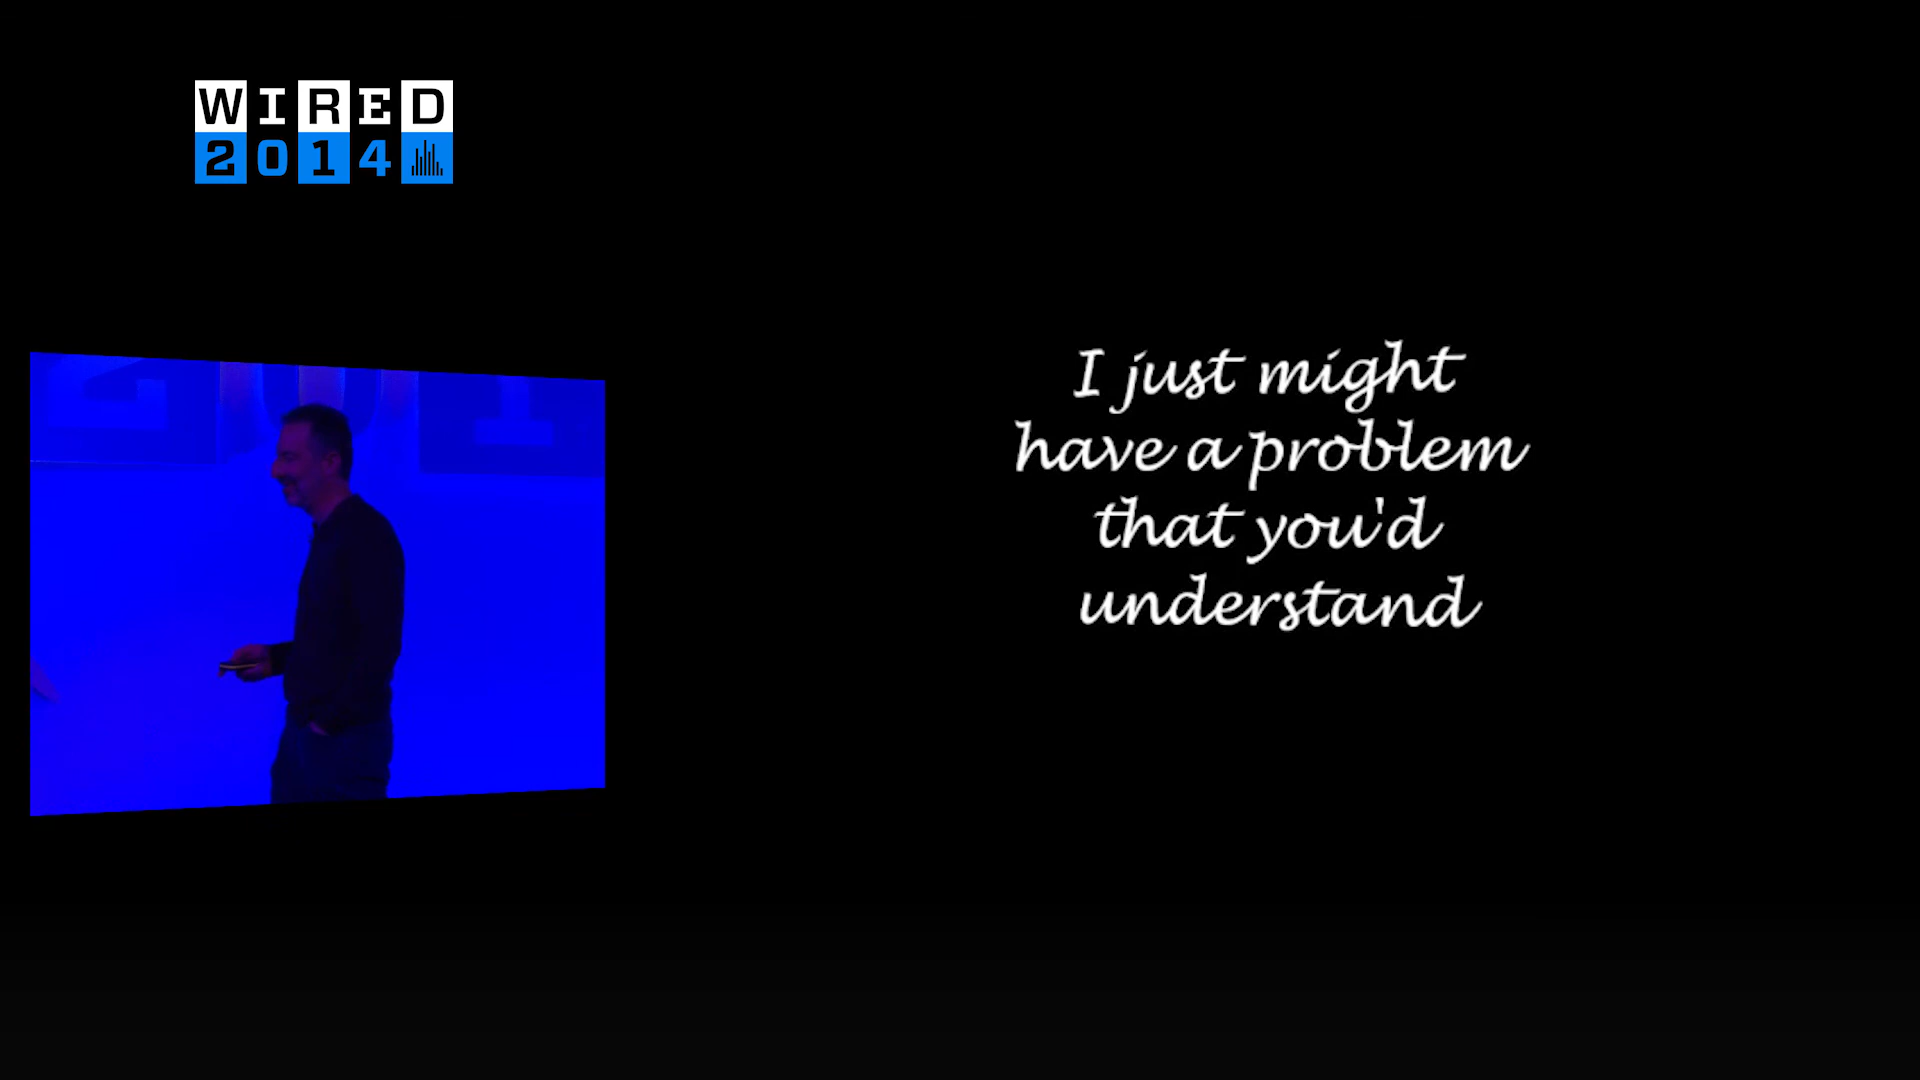 WIRED
2014
I just might
have a problem
that you'd
understand